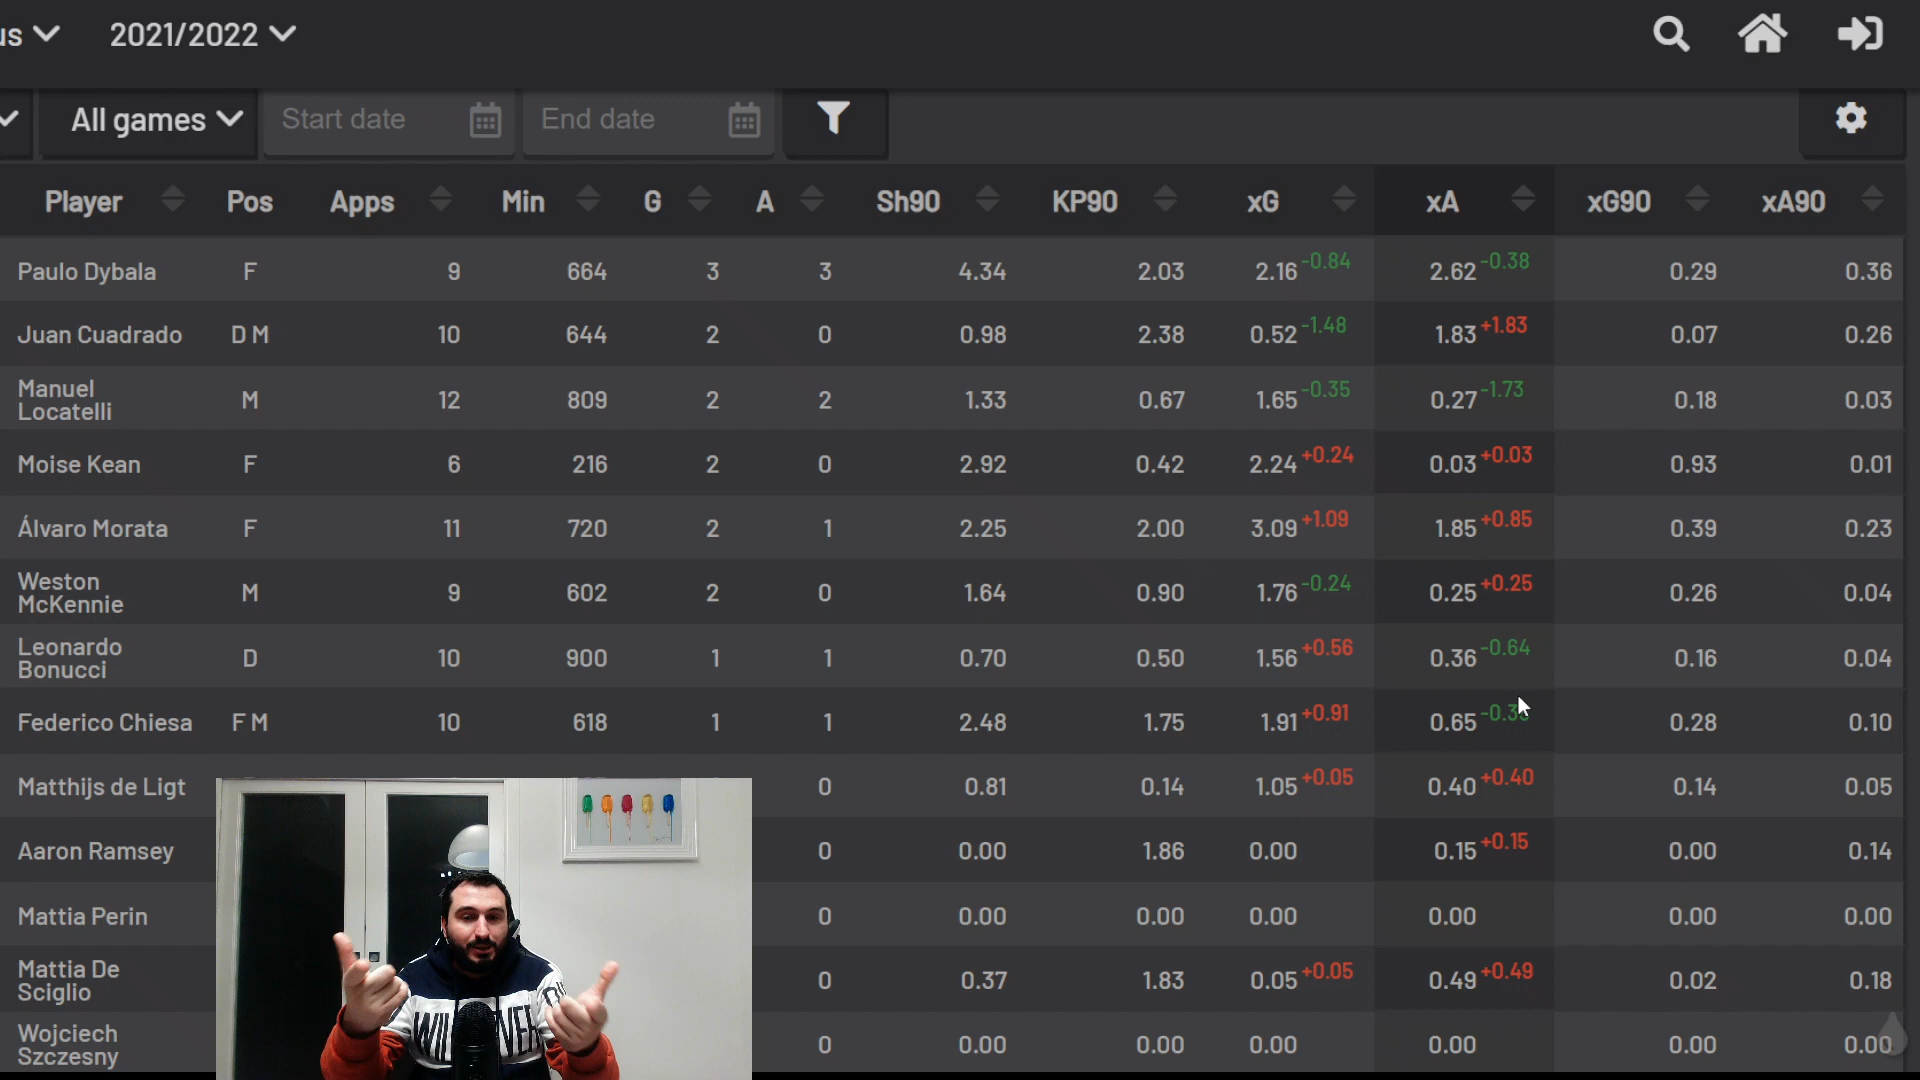 us 2021/2022
All games Start date End date
Player Pos Apps Min G A Sh90 KP90 xG xA xG90 xA90
Paulo Dybala F 9 664 3 3 4.34 2.03 2.16 -0.84 2.62 -0.38 0.29 0.36
Juan Cuadrado D M 10 644 2 0 0.98 2.38 0.52 -1.48 1.83 +1.83 0.07 0.26
Manuel
Locatelli M 12 809 2 2 1.33 0.67 1.65 -0.35 0.27 -1.73 0.18 0.03
Moise Kean F 6 216 2 0 2.92 0.42 2.24 +0.24 0.03 +0.03 0.93 0.01
Álvaro Morata F 11 720 2 1 2.25 2.00 3.09 +1.09 1.85 +0.85 0.39 0.23
Weston
McKennie M 9 602 2 0 1.64 0.90 1.76 -0.24 0.25 +0.25 0.26 0.04
Leonardo
Bonucci D 10 900 1 1 0.70 0.50 1.56 +0.56 0.36 -0.64 0.16 0.04
Federico Chiesa F M 10 618 1 1 2.48 1.75 1.91 +0.91 0.65 0.28 0.10
Matthijs de Ligt 0 0.81 0.14 1.05 +0.05 0.40 +0.40 0.14 0.05
Aaron Ramsey 0 0.00 1.86 0.00 0.15 +0.15 0.00 0.14
Mattia Perin 0 0.00 0.00 0.00 0.00 0.00 0.00
Mattia De
Sciglio 0 0.37 1.83 0.05 +0.05 0.49 +0.49 0.02 0.18
Wojciech
Szczesny 0 0.00 0.00 0.00 0.00 0.00 0.00